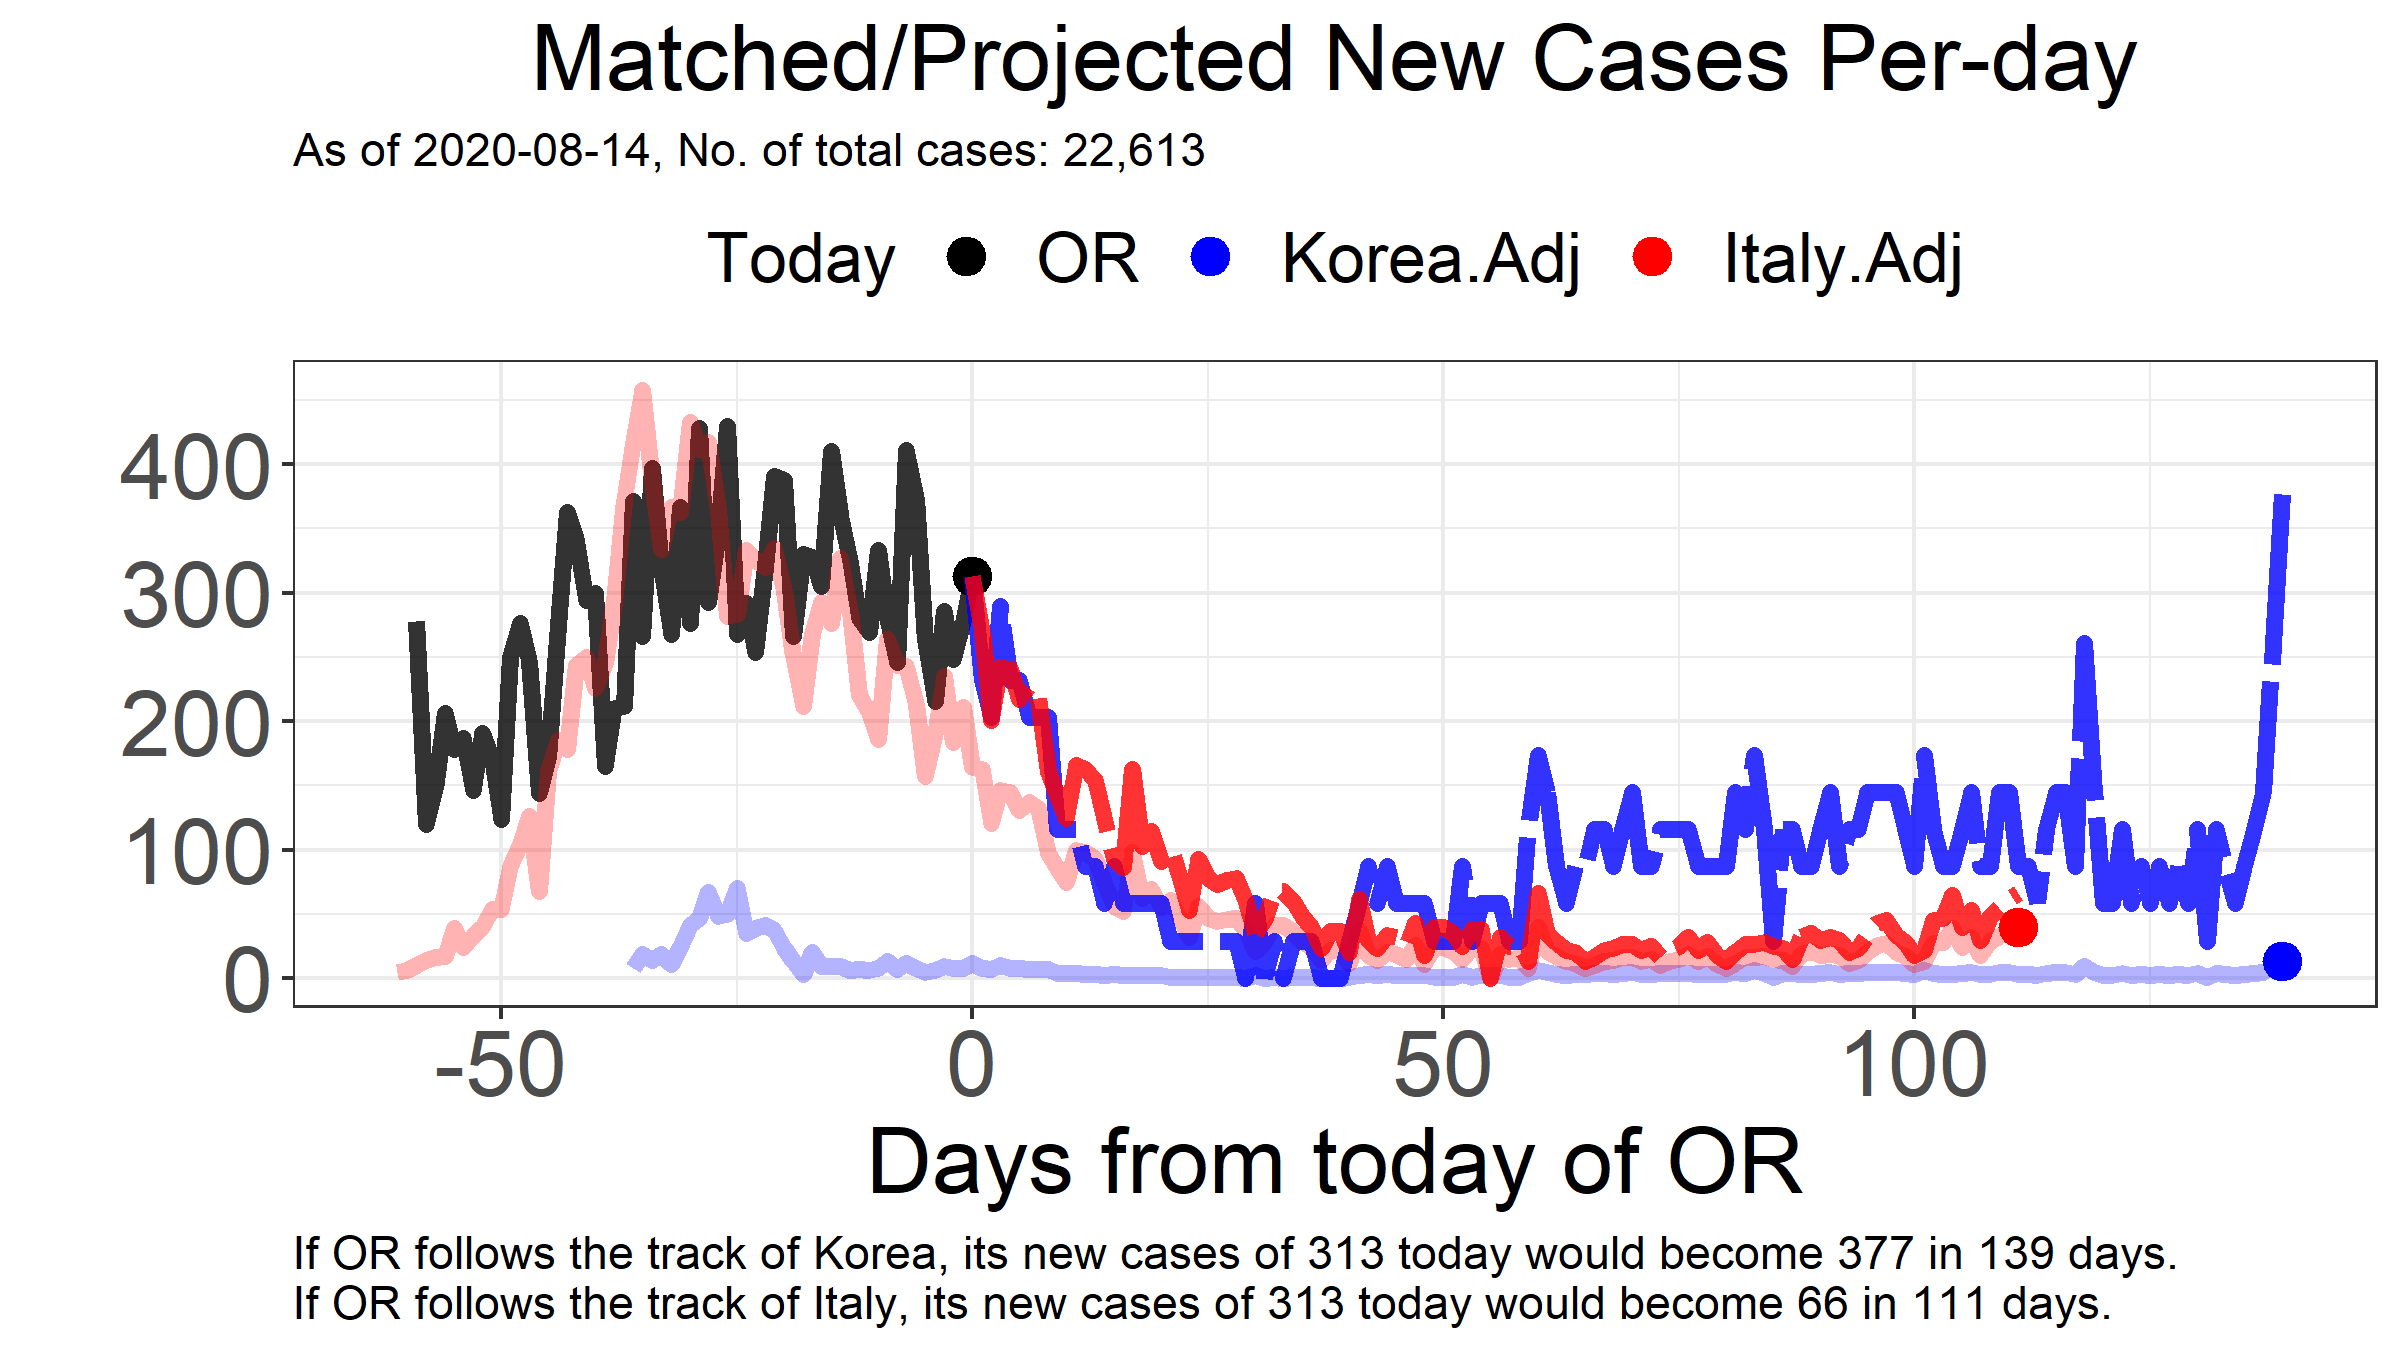 Matched/Projected New Cases Per-day
As of 2020-08-14, No. of total cases: 22,613
Today OR Korea.Adj Italy.Adj
400
300
200
100
0
-50 0 50 100
Days from today of OR
If OR follows the track of Korea, its new cases of 313 today would become 377 in 139 days.
If OR follows the track of Italy, its new cases of 313 today would become 66 in 111 days.